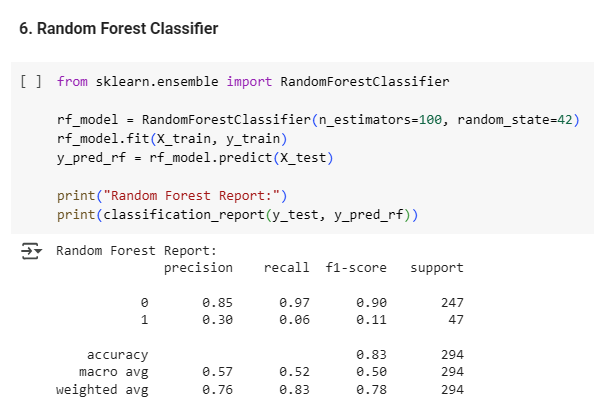 6. Random Forest Classifier
[ ] from sklearn.ensemble import RandomForestClassifier
rf_model = RandomForestClassifier(n_estimators=100, random_state=42)
rf_model.fit(X_train, y_train)
y_pred_rf = rf_model.predict(X_test)
print("Random Forest Report:")
print(classification_report(y_test, y_pred_rf))
Random Forest Report:
precision recall f1-score support
0 0.85 0.97 0.90 247
1 0.30 0.06 0.11 47
accuracy 0.83 294
macro avg 0.57 0.52 0.50 294
weighted avg 0.76 0.83 0.78 294